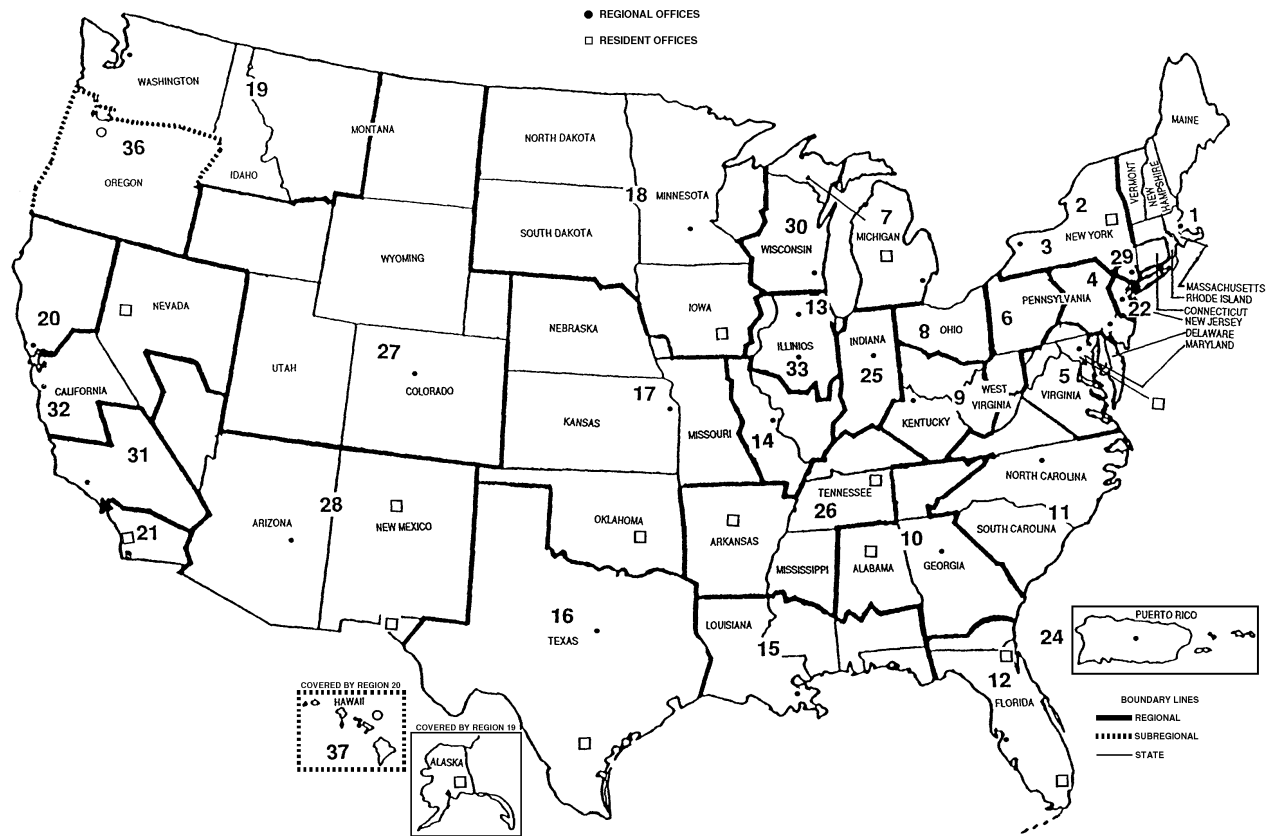 REGIONAL OFFICES
RESIDENT OFFICES
WASHINGTON
19
MONTANA
NORTH DAKOTA
MAINE
36
OREGON
IDAHO
18
MINNESOTA
VERMONT
NEW
HAMPSHIRE
2
NEW YORK
1
7
MICHIGAN
30
WISCONSIN
SOUTH DAKOTA
WYOMING
3
29
4
PENNSYLVANIA
22
MASSACHUSETTS
RHODE ISLAND
CONNECTICUT
NEW JERSEY
DELAWARE
MARYLAND
NEVADA
20
NEBRASKA
IOWA
13
ILLINIOS
33
INDIANA
25
8
OHIO
6
27
COLORADO
UTAH
CALIFORNIA
32
17
KANSAS
MISSOURI
14
KENTUCKY
9
WEST
VIRGINIA
5
VIRGINIA
31
28
ARIZONA
NEW MEXICO
OKLAHOMA
ARKANSAS
TENNESSEE
26
NORTH CAROLINA
11
SOUTH CAROLINA
10
GEORGIA
ALABAMA
MISSISSIPPI
21
16
TEXAS
LOUISIANA
15
24
PUERTO RICO
12
FLORIDA
COVERED BY REGION 20
HAWAII
37
COVERED BY REGION 19
ALASKA
BOUNDARY LINES
REGIONAL
SUBREGIONAL
STATE